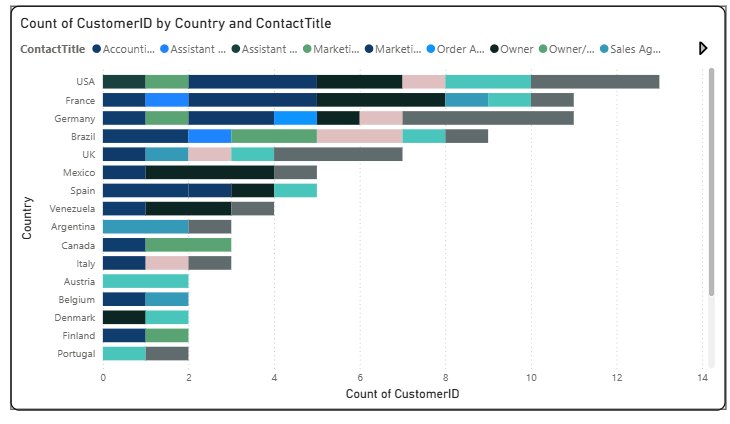 Count of CustomerID by Country and ContactTitle
ContactTitle Accounti... Assistant ... Assistant ... Marketi... Marketi... Order A... Owner Owner/... Sales Ag...
Country
USA
France
Germany
Brazil
UK
Mexico
Spain
Venezuela
Argentina
Canada
Italy
Austria
Belgium
Denmark
Finland
Portugal
0 2 4 6 8 10 12 14
Count of CustomerID